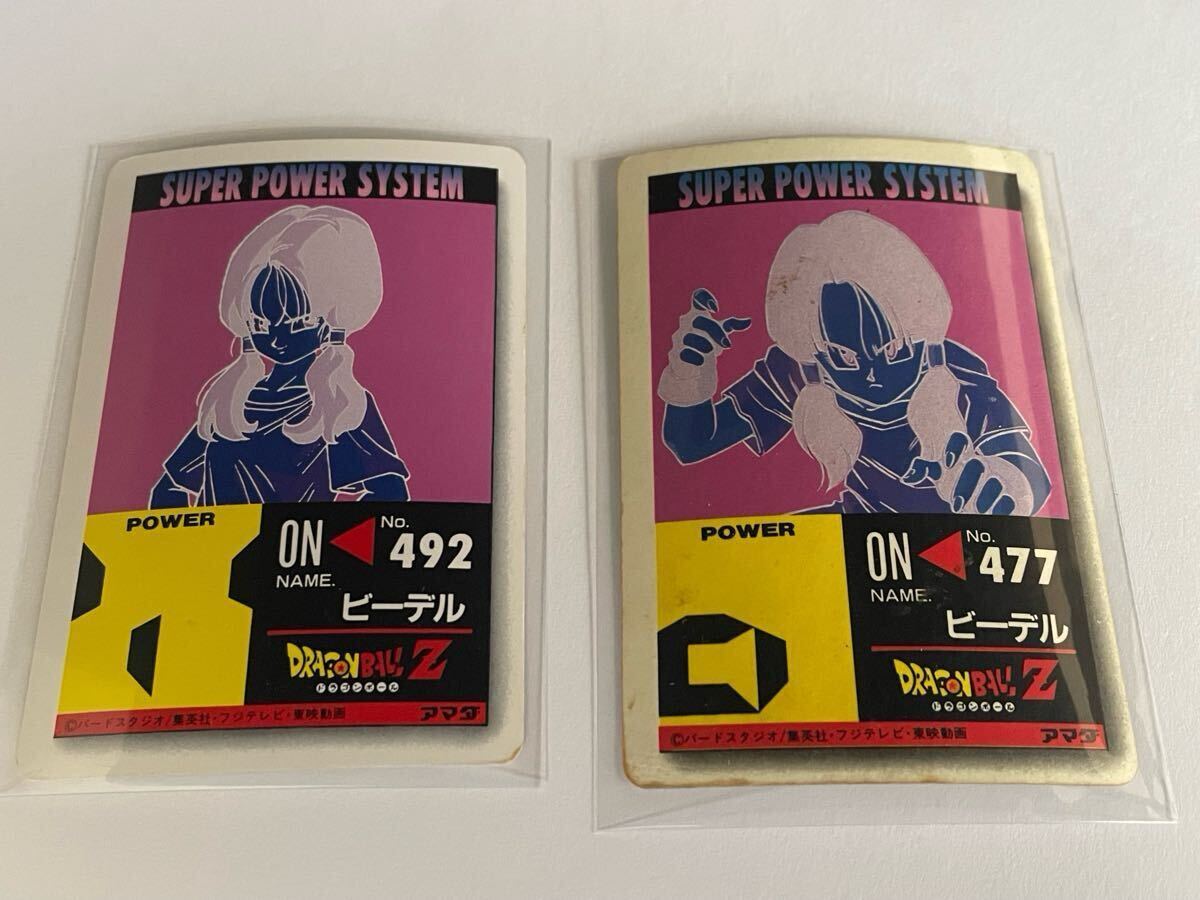 SUPER POWER SYSTEM
POWER
ON
No.
492
NAME.
ビーデル
DRAGONBALL Z
ドラゴンボール
©バードスタジオ/集英社・フジテレビ・東映動画
アマダ
SUPER POWER SYSTEM
POWER
ON
No.
477
NAME.
ビーデル
DRAGONBALL Z
ドラゴンボール
©バードスタジオ/集英社・フジテレビ・東映動画
アマダ